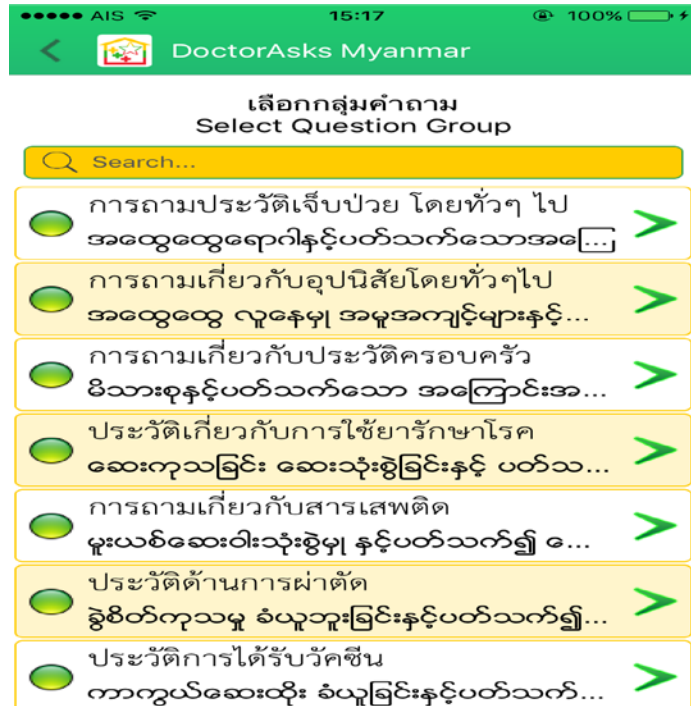 AIS 15:17 100%
DoctorAsks Myanmar
เลือกกลุ่มคำถาม
Select Question Group
Search...
การถามประวัติเจ็บป่วย โดยทั่วๆ ไป
အထွေထွေရောဂါနှင့်ပတ်သက်သောအကြေ...
การถามเกี่ยวกับอุปนิสัยโดยทั่วๆไป
အထွေထွေ လူနေမှု အမူအကျင့်များနှင့်...
การถามเกี่ยวกับประวัติครอบครัว
မိသားစုနှင့်ပတ်သက်သော အကြောင်းအ...
ประวัติเกี่ยวกับการใช้ยารักษาโรค
ဆေးကုသခြင်း ဆေးသုံးစွဲခြင်းနှင့် ပတ်သ...
การถามเกี่ยวกับสารเสพติด
မူးယစ်ဆေးဝါးသုံးစွဲမှု နှင့်ပတ်သက်၍ ေ...
ประวัติด้านการผ่าตัด
ခွဲစိတ်ကုသမှု ခံယူဘူးခြင်းနှင့်ပတ်သက်၍...
ประวัติการได้รับวัคซีน
ကာကွယ်ဆေးထိုး ခံယူခြင်းနှင့်ပတ်သက်...